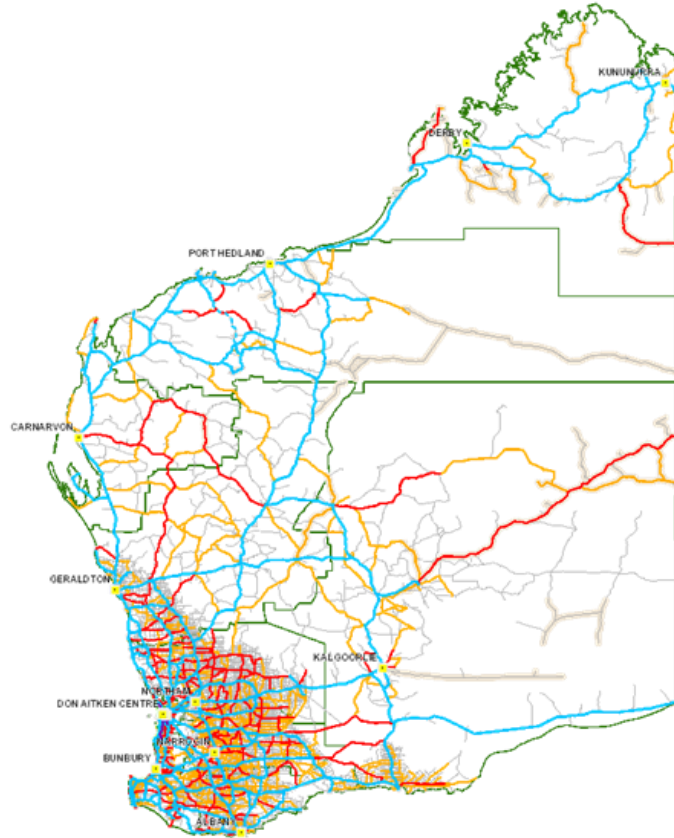 KUNUNURRA
DERBY
PORT HEDLAND
CARNARVON
GERALDTON
KALGOORLIE
NORTHAM
DON AITKEN CENTRE
NARROGIN
BUNBURY
ALBANY